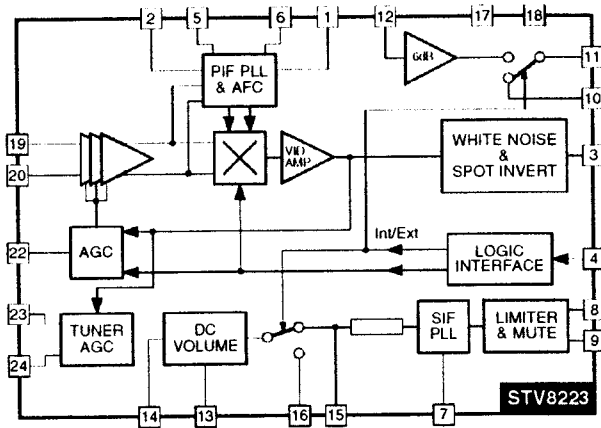 2 5 6 1 12 17 18
6dB
11
10
PIF PLL
& AFC
19
20
VID
AMP
WHITE NOISE
&
SPOT INVERT
3
Int/Ext
22
AGC
LOGIC
INTERFACE
4
23
24
TUNER
AGC
DC
VOLUME
SIF
PLL
LIMITER
& MUTE
8
9
STV8223
14 13 16 15 7